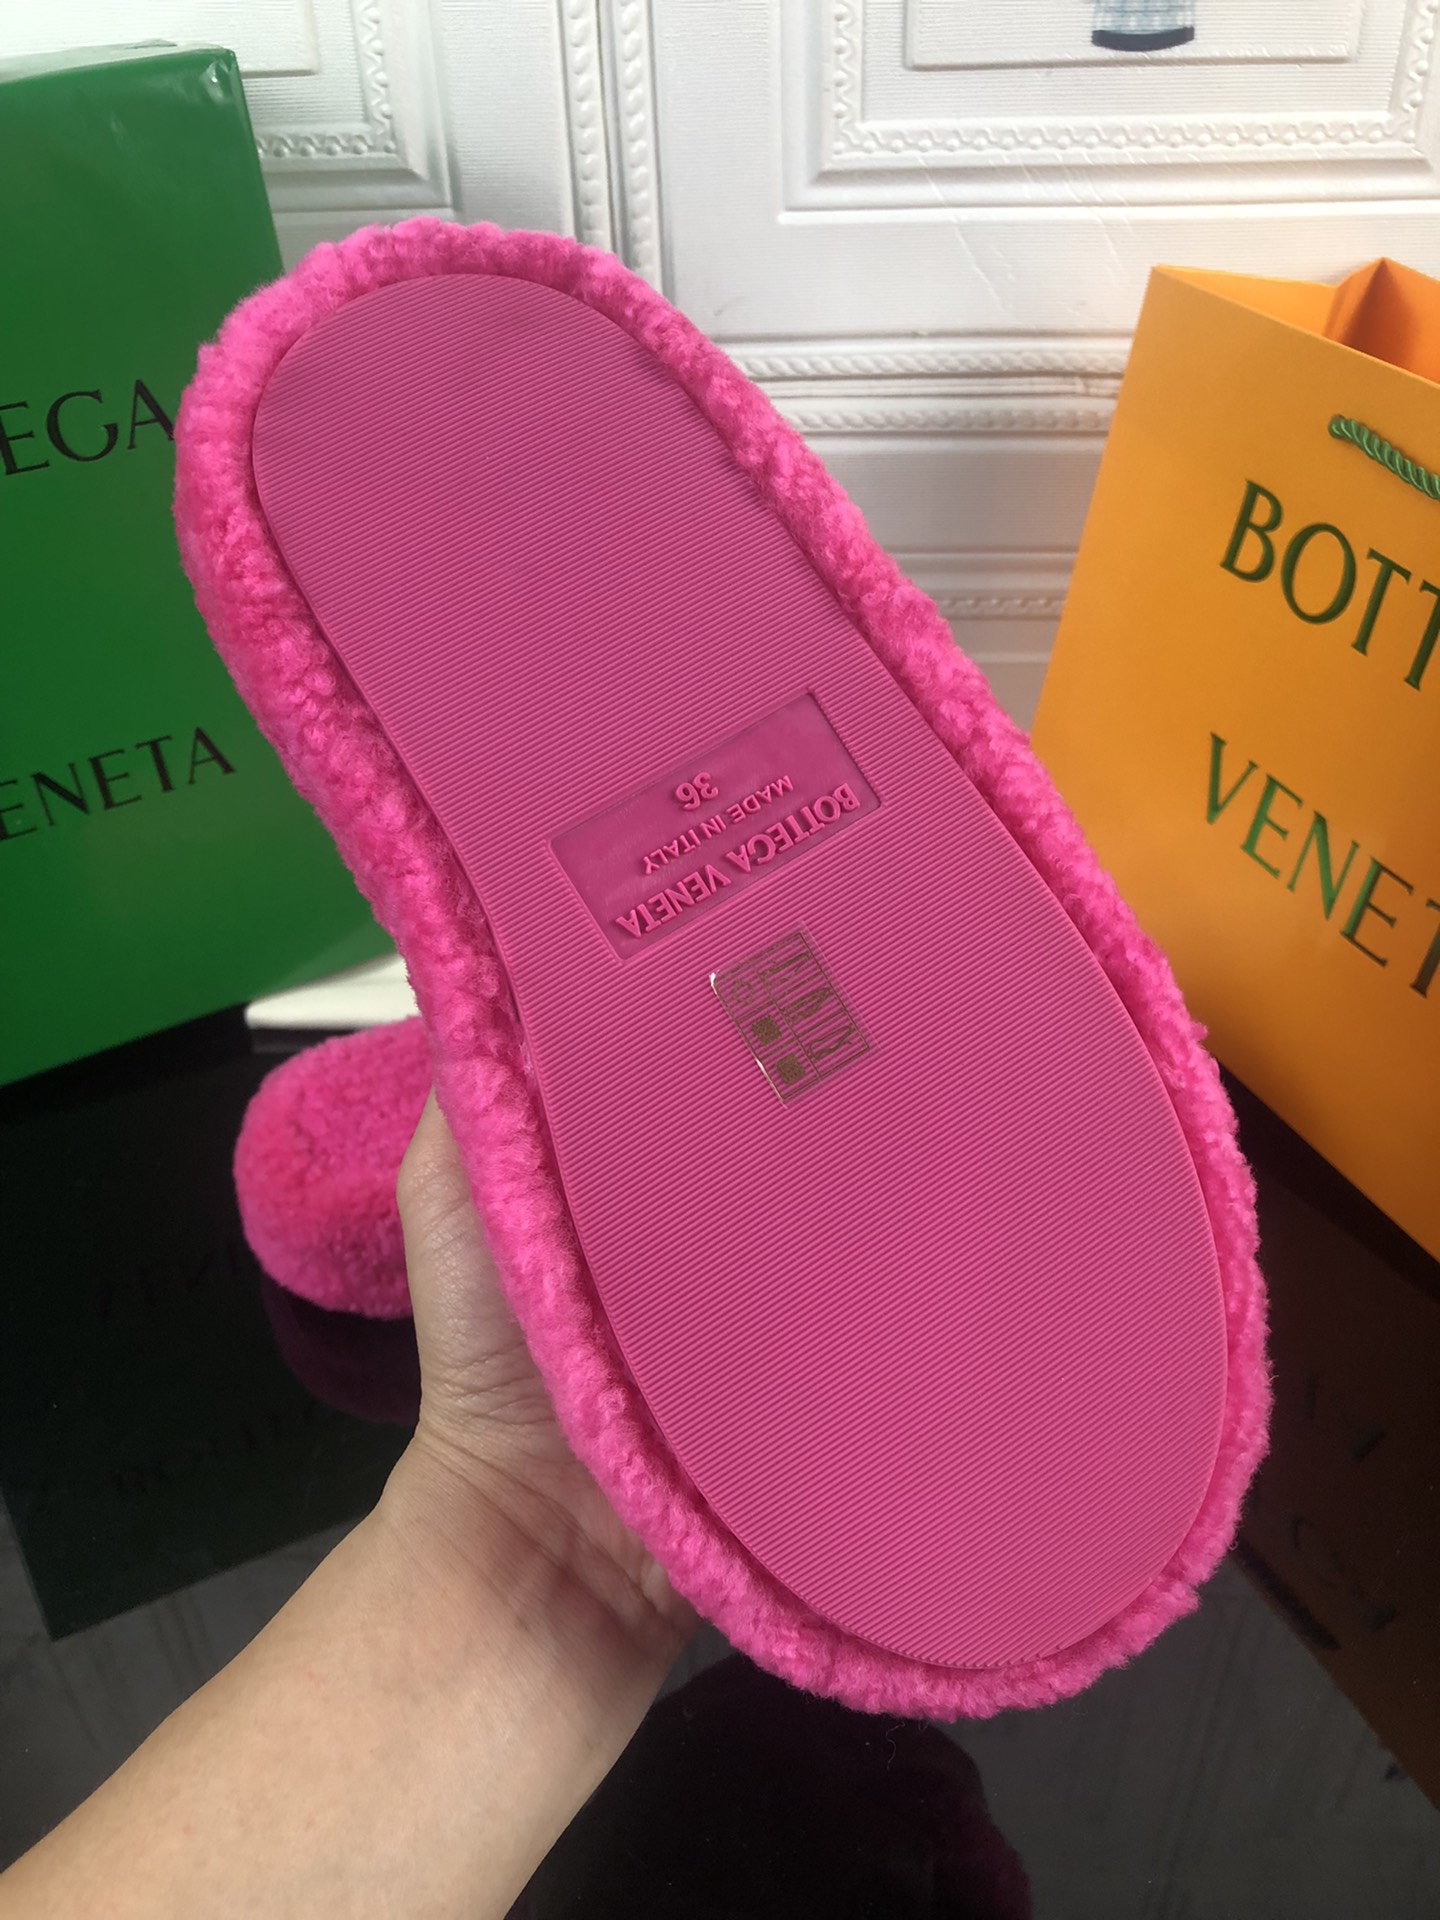 EGA
ENETA
BOTTEGA VENETA
MADE IN ITALY
36
BOTT
VENET